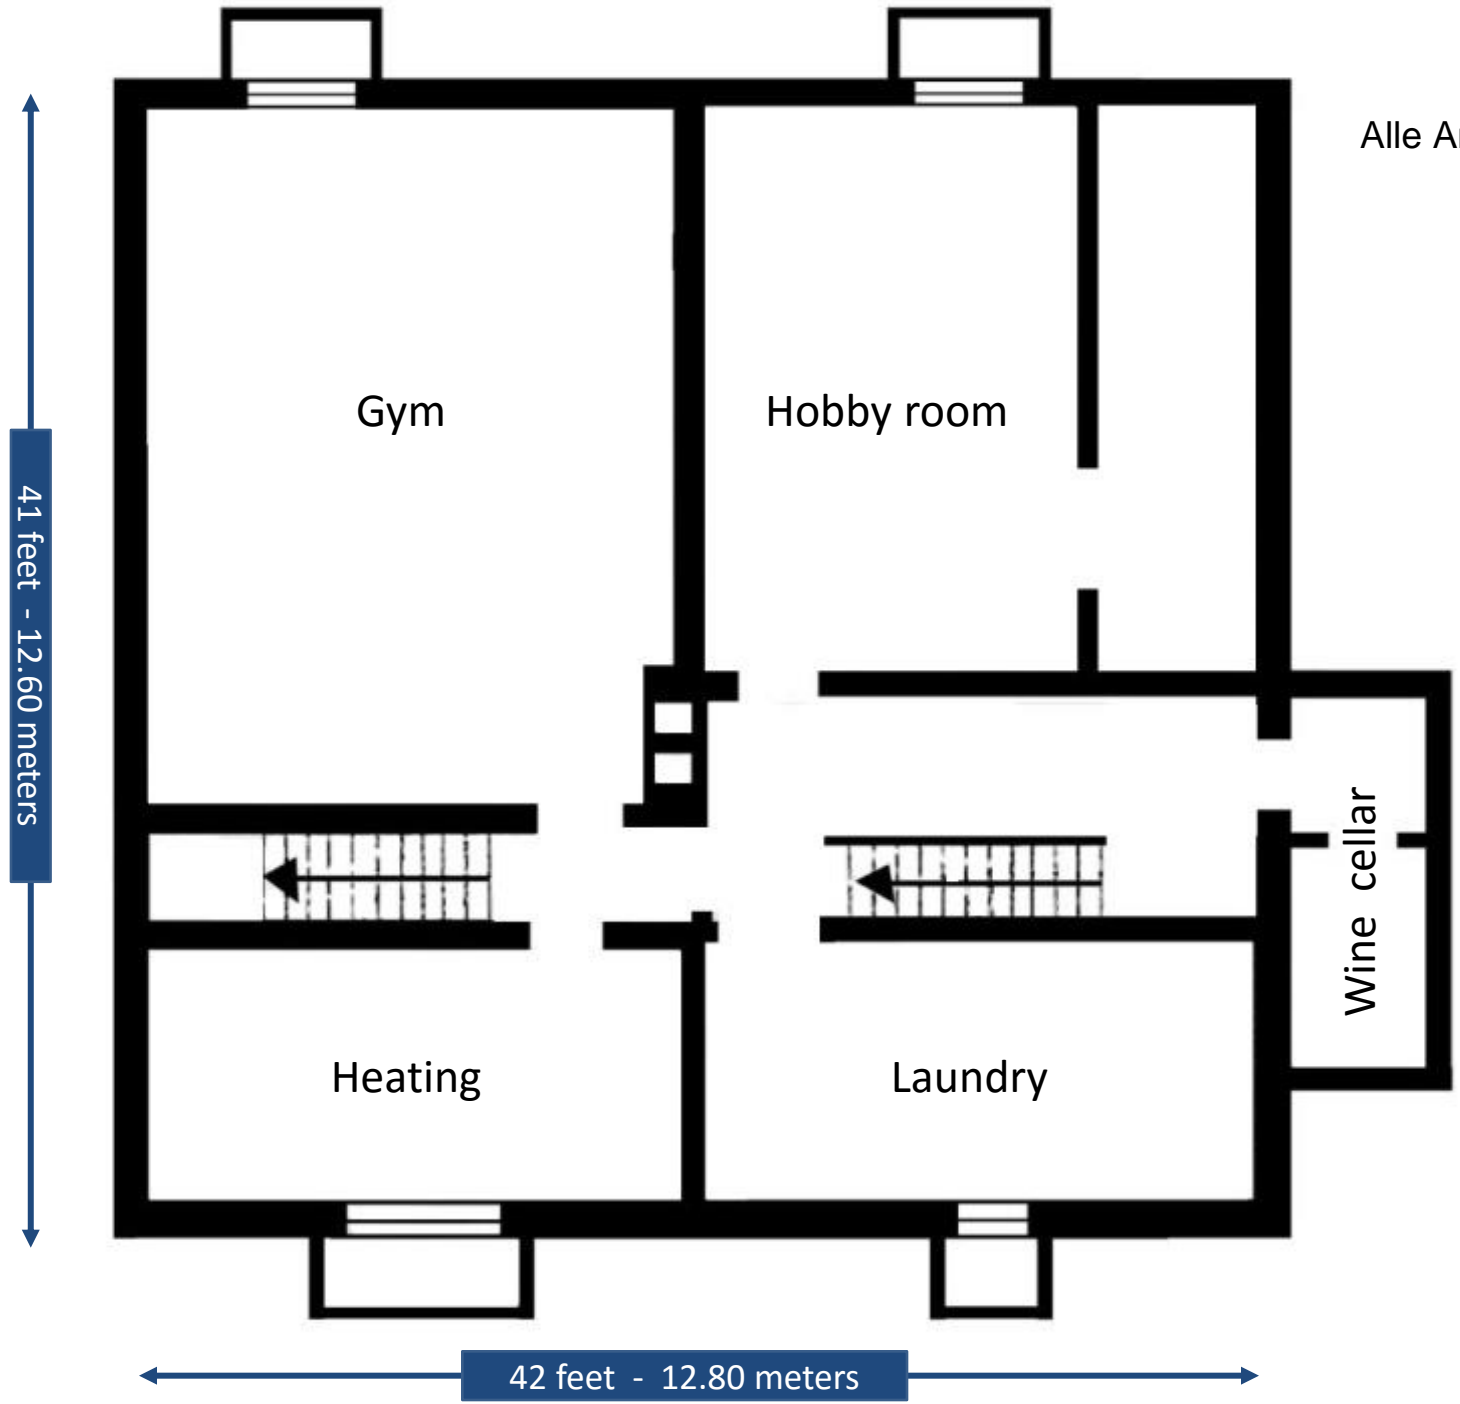 Alle
Gym
Hobby room
41 feet - 12.60 meters
Wine cellar
Heating
Laundry
42 feet - 12.80 meters